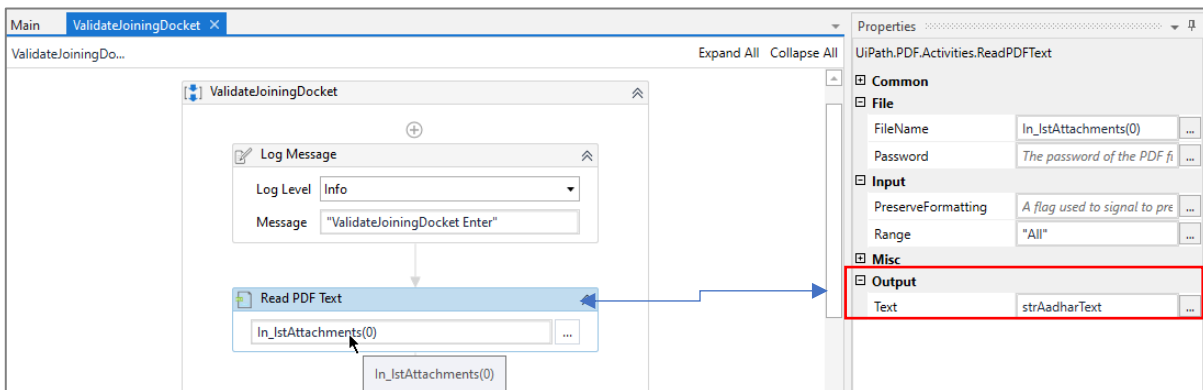 Main
ValidateJoiningDocket
ValidateJoiningDo...
Expand All Collapse All
ValidateJoiningDocket
Log Message
Log Level Info
Message "ValidateJoiningDocket Enter"
Read PDF Text
In_lstAttachments(0) ...
In_lstAttachments(0)
Properties
UiPath.PDF.Activities.ReadPDFText
Common
File
FileName In_lstAttachments(0) ...
Password The password of the PDF fi ...
Input
PreserveFormatting A flag used to signal to pre ...
Range "All" ...
Misc
Output
Text strAadharText ...